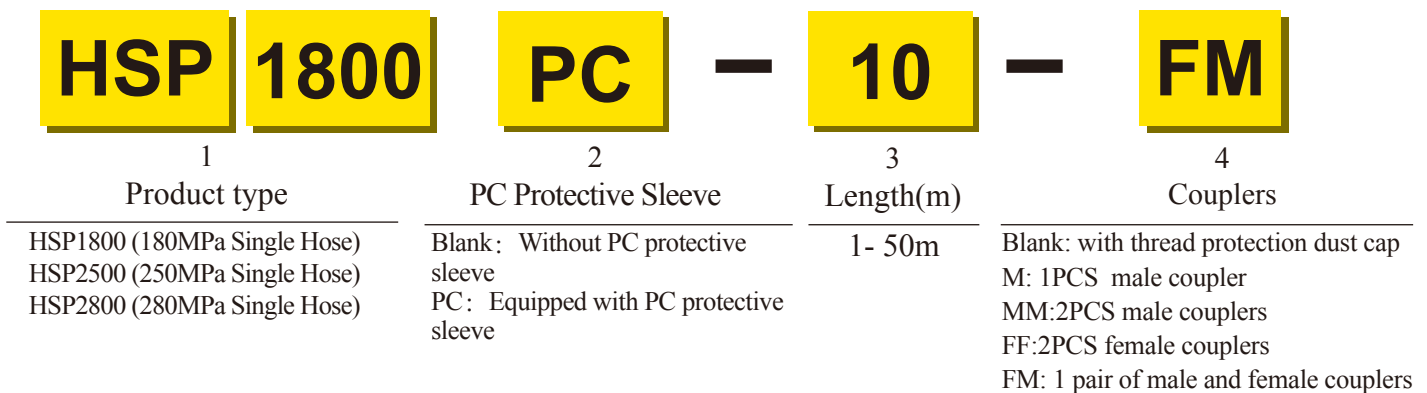 HSP 1800 PC – 10 – FM
1 2 3 4
Product type PC Protective Sleeve Length(m) Couplers
HSP1800 (180MPa Single Hose)
HSP2500 (250MPa Single Hose)
HSP2800 (280MPa Single Hose)
Blank： Without PC protective
sleeve
PC： Equipped with PC protective
sleeve
1- 50m
Blank: with thread protection dust cap
M: 1PCS male coupler
MM:2PCS male couplers
FF:2PCS female couplers
FM: 1 pair of male and female couplers